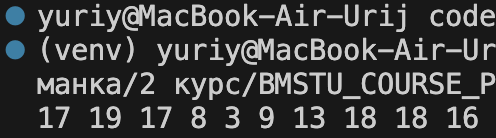 yuriy@MacBook-Air-Urij code
(venv) yuriy@MacBook-Air-Ur
манка/2 курс/BMSTU_COURSE_P
17 19 17 8 3 9 13 18 18 16